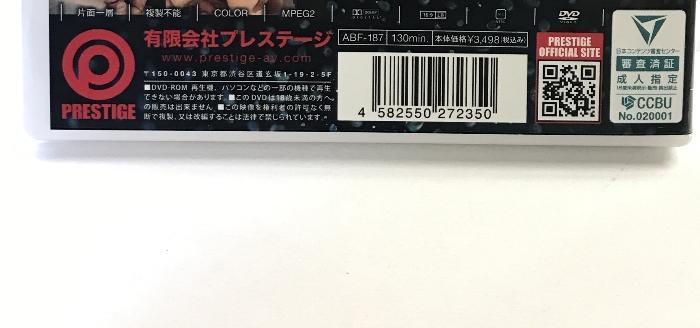 片面一層
複製不能
COLOR
MPEG2
DVD
有限会社プレステージ
www.prestige-av.com
〒150-0043 東京都渋谷区道玄坂1-19-2-5F
PRESTIGE
■DVD-ROM 再生機、パソコンなどの一部の機種で再生
できない場合があります。■このDVDは18歳未満の方へ
の販売は出来ません。■この映像を権利者の許可なく無
断で複製、又は改編することは法律で禁じられています。
ABF-187 130min. 本体価格¥3,498(税込み)
4 582550 272350
PRESTIGE
OFFICIAL SITE
日本コンテンツ審査センター
審査済証
成人指定
CCBU
No.020001